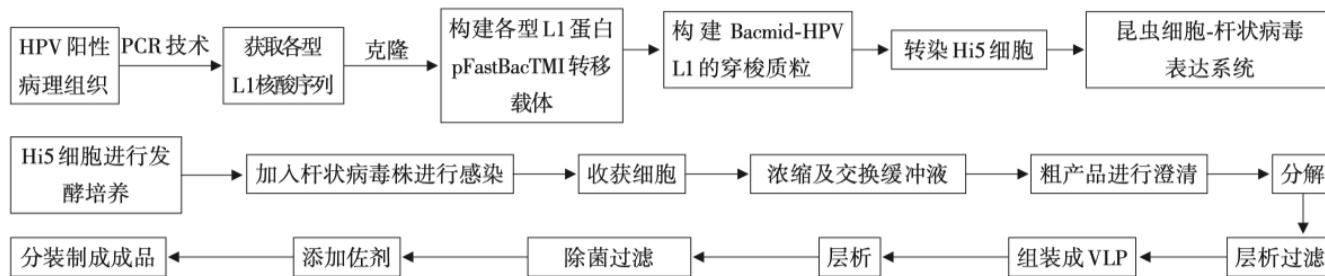 HPV 阳性
病理组织
PCR 技术
获取各型
L1核酸序列
克隆
构建各型 L1 蛋白
pFastBacTMI 转移
载体
构建 Bacmid-HPV
L1 的穿梭质粒
转染 Hi5 细胞
昆虫细胞-杆状病毒
表达系统
Hi5 细胞进行发
酵培养
加入杆状病毒株进行感染
收获细胞
浓缩及交换缓冲液
粗产品进行澄清
分解
层析过滤
组装成 VLP
层析
除菌过滤
添加佐剂
分装制成成品